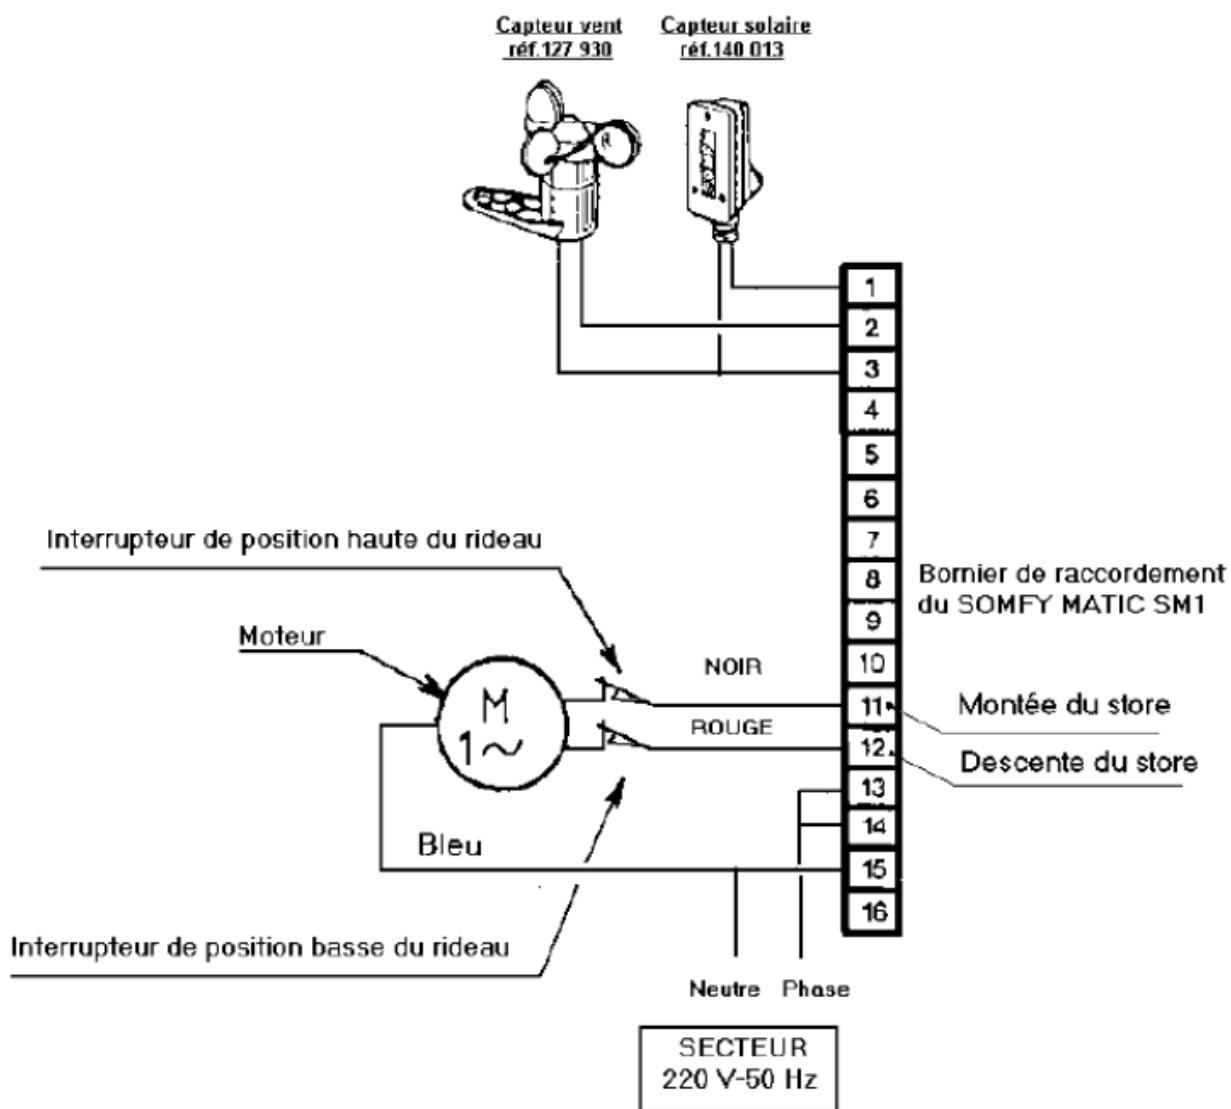 Capteur vent
réf.127 930
Capteur solaire
réf.140 013
1
2
3
4
5
6
7
8
9
10
11
12
13
14
15
16
Interrupteur de position haute du rideau
Bornier de raccordement
du SOMFY MATIC SM1
Moteur
NOIR
M
1~
ROUGE
Montée du store
Descente du store
Bleu
Interrupteur de position basse du rideau
Neutre Phase
SECTEUR
220 V-50 Hz